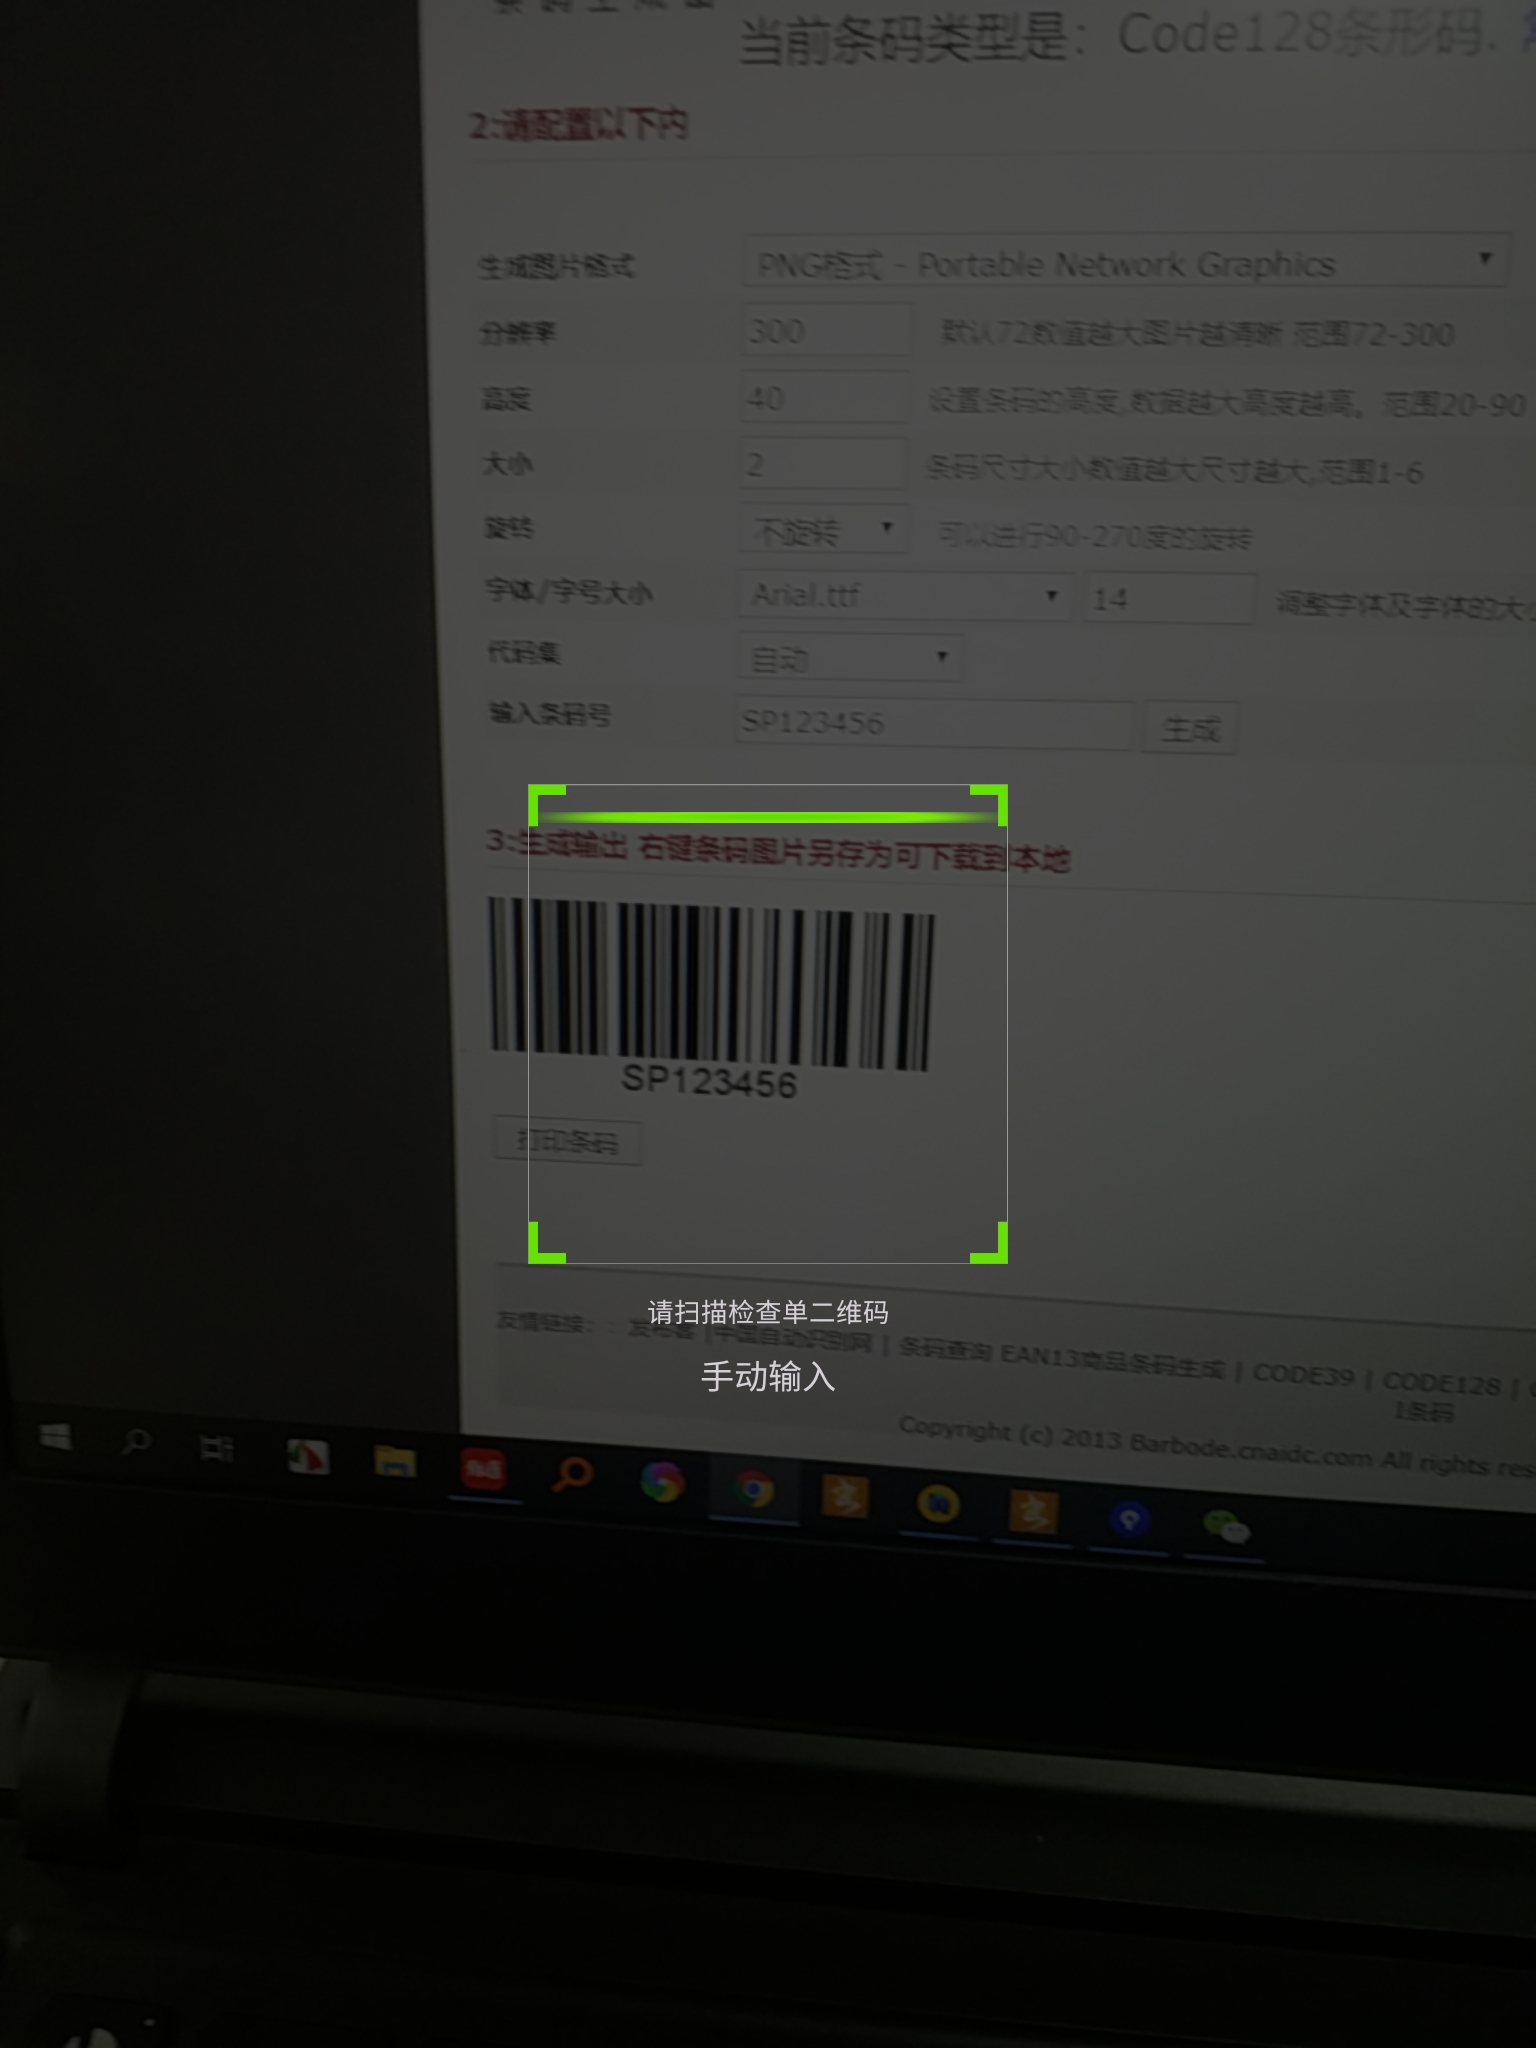 当前条码类型是：Code128条形码.
2:请配置以下内
生成图片格式 PNG格式 - Portable Network Graphics
分辨率 300 默认72数值越大图片越清晰 范围72-300
高度 40 设置条码的高度,数据越大高度越高。范围20-90
大小 2 条码尺寸大小数值越大尺寸越大,范围1-6
旋转 不旋转 可以进行90-270度的旋转
字体/字号大小 Arial.ttf 14 调整字体及字体的大小
代码集 自动
输入条码号 SP123456 生成
3:生成输出 右键条码图片另存为可下载到本地
SP123456
打印条码
请扫描检查单二维码
友情链接：: 发布客 | 中国自动识别网 | 条码查询 EAN13商品条码生成 | CODE39 | CODE128 |
1条码
手动输入
Copyright (c) 2013 Barbode.cnaidc.com All rights res